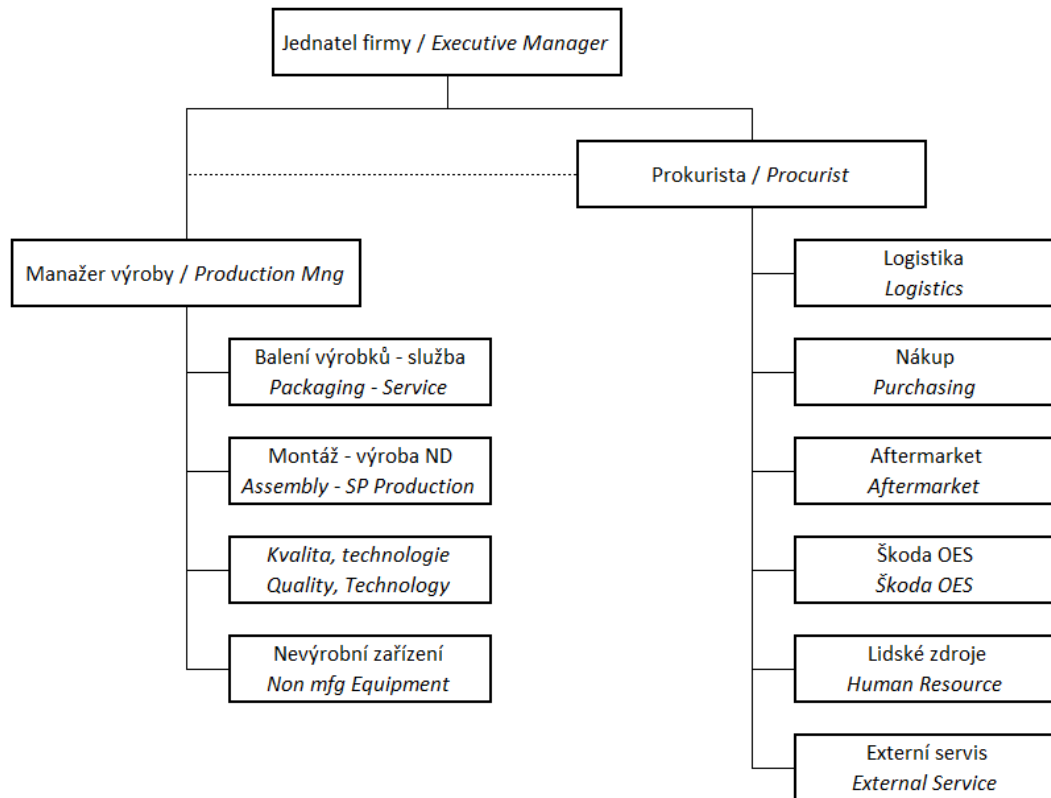 Jednatel firmy / Executive Manager
Prokurista / Procurist
Manažer výroby / Production Mng
Balení výrobků - služba
Packaging - Service
Montáž - výroba ND
Assembly - SP Production
Kvalita, technologie
Quality, Technology
Nevýrobní zařízení
Non mfg Equipment
Logistika
Logistics
Nákup
Purchasing
Aftermarket
Aftermarket
Škoda OES
Škoda OES
Lidské zdroje
Human Resource
Externí servis
External Service